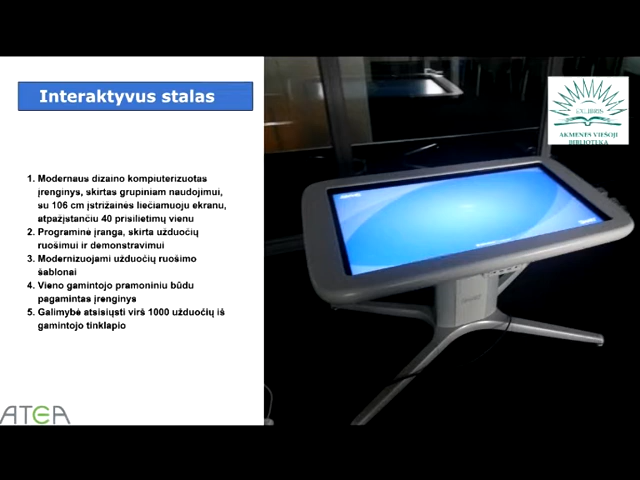 Interaktyvus stalas
1. Modernaus dizaino kompiuterizuotas
įrenginys, skirtas grupiniam naudojimui,
su 106 cm įstrižainės liečiamuoju ekranu,
atpažįstančiu 40 prisilietimų vienu
2. Programinė įranga, skirta užduočių
ruošimui ir demonstravimui
3. Modernizuojami užduočių ruošimo
šablonai
4. Vieno gamintojo pramoniniu būdu
pagamintas įrenginys
5. Galimybė atsisiųsti virš 1000 užduočių iš
gamintojo tinklapio
ATEA
EX LIBRIS
AKMENĖS VIEŠOJI
BIBLIOTEKA